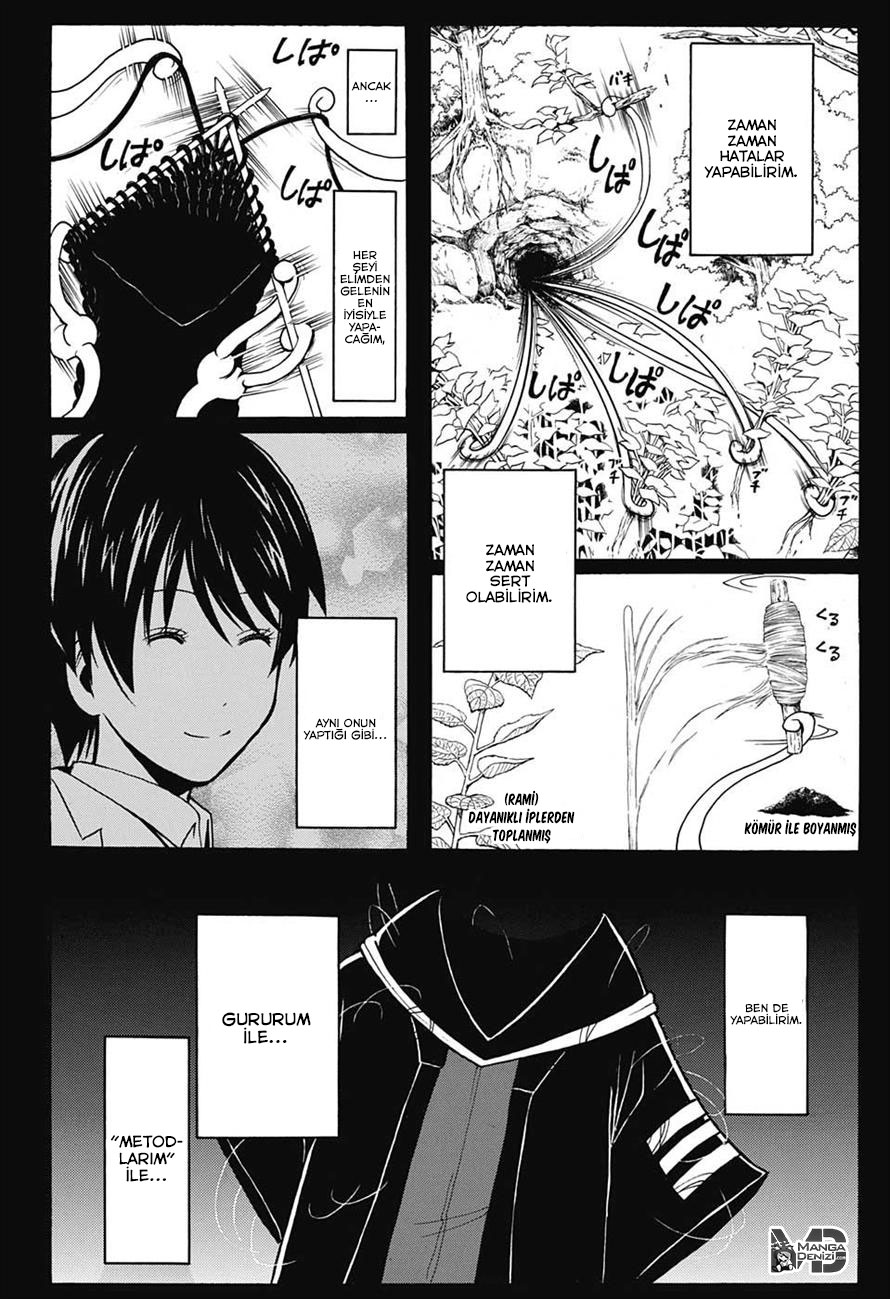 ZAMAN
ZAMAN
HATALAR
YAPABİLİRİM.
バキ
しぱ°
しぱ°
しぱ°
しぱ°
しぱ°
ブチ
ブチ
ブチ
ZAMAN
ZAMAN
SERT
OLABİLİRİM.
くる
くる
(RAMİ)
DAYANIKLI İPLERDEN
TOPLANMIŞ
KÖMÜR İLE BOYANMIŞ
しぱ°
ANCAK
...
しぱ°
しぱ°
HER
ŞEYİ
ELİMDEN
GELENİN
EN
İYİSİYLE
YAPA-
CAĞIM,
AYNI ONUN
YAPTIĞI GİBİ...
BEN DE
YAPABİLİRİM.
GURURUM
İLE...
"METOD-
LARIM"
İLE...
MD
MANGA
DENİZİ.com